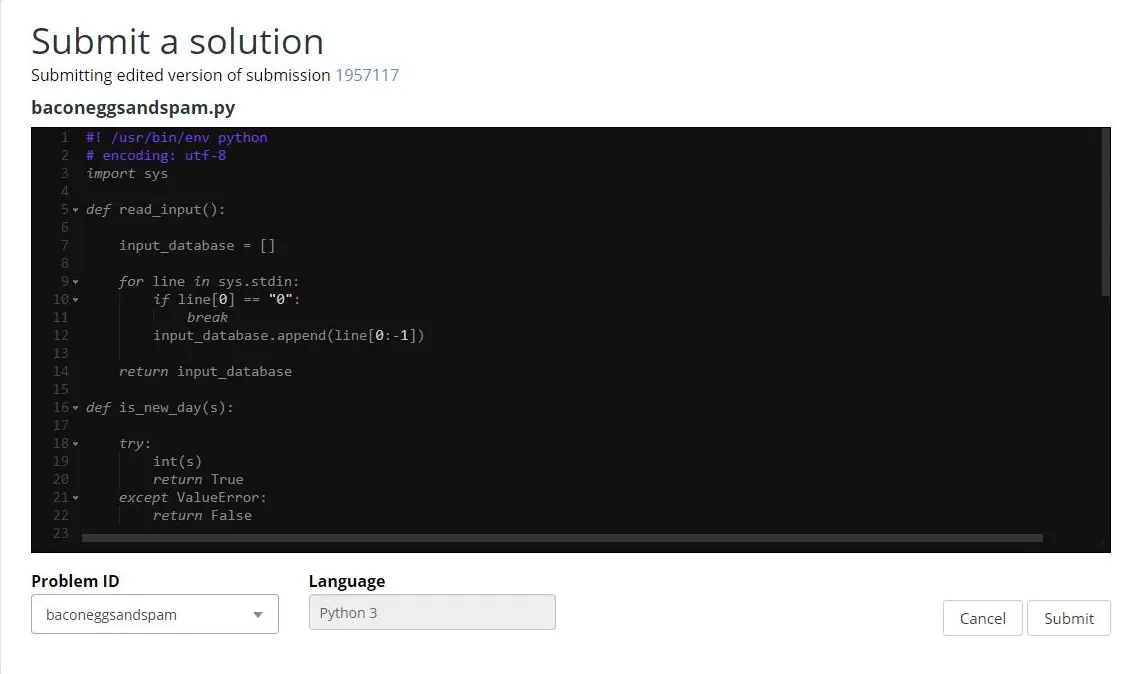 Submit a solution
Submitting edited version of submission 1957117
baconeggsandspam.py
1 #! /usr/bin/env python
2 # encoding: utf-8
3 import sys
4
5 def read_input():
6
7     input_database = []
8
9     for line in sys.stdin:
10         if line[0] == "0":
11             break
12         input_database.append(line[0:-1])
13
14     return input_database
15
16 def is_new_day(s):
17
18     try:
19         int(s)
20         return True
21     except ValueError:
22         return False
23
Problem ID Language
baconeggsandspam Python 3
Cancel Submit